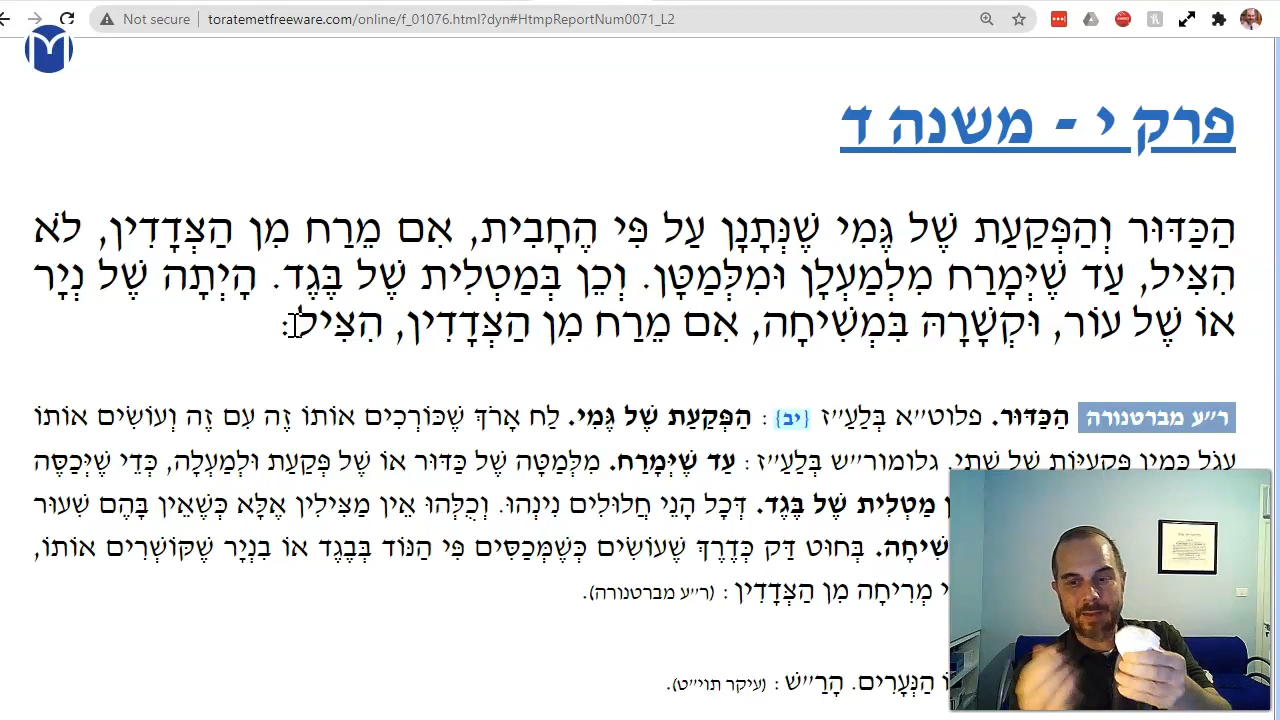 Not secure | toratemetfreeware.com/online/f_01076.html?dyn#HtmpReportNum0071_L2
פרק י - משנה ד
הַכַּדּוּר וְהַפְּקַעַת שֶׁל גֶּמִי שֶׁנְּתָנָן עַל פִּי הֶחָבִית, אִם מֵרַח מִן הַצְּדָדִין, לֹא
הִצִּיל, עַד שֶׁיְּמָרַח מִלְמַעְלָן וּמִלְּמַטָּן. וְכֵן בְּמַטְלִית שֶׁל בֶּגֶד. הָיְתָה שֶׁל נְיָר
אוֹ שֶׁל עוֹר, וּקְשָׁרָהּ בִּמְשִׁיחָה, אִם מֵרַח מִן הַצְּדָדִין, הִצִּיל:
ר״ע מברטנורה הַכַּדּוּר. פלוט״א בְּלַעַ״ז {יב} : הַפְּקַעַת שֶׁל גֶּמִי. לַח אָרֹךְ שֶׁכּוֹרְכִים אוֹתוֹ זֶה עִם זֶה וְעוֹשִׂים אוֹתוֹ
עָגֹל כְּמִין פְּקַעִיּוֹת שֶׁל שְׁתִי. גלומור״ש בְּלַעַ״ז : עַד שֶׁיְּמָרַח. מִלְּמַטָּה שֶׁל כַּדּוּר אוֹ שֶׁל פְּקַעַת וּלְמַעְלָה, כְּדֵי שֶׁיְּכַסֶּה
מַטְלִית שֶׁל בֶּגֶד. דְּכָל הָנֵי חֲלוּלִים נִינְהוּ. וְכֻלְּהוּ אֵין מַצִּילִין אֶלָּא כְּשֶׁאֵין בָּהֶם שִׁעוּר
בְּחוּט דַּק כְּדֶרֶךְ שֶׁעוֹשִׂים כְּשֶׁמְּכַסִּים פִּי הַנּוֹד בְּבֶגֶד אוֹ בִנְיָר שֶׁקּוֹשְׁרִים אוֹתוֹ,
מְרִיחָה מִן הַצְּדָדִין : (ר״ע מברטנורה).
הַנְּעָרִים. הָרַ״שׁ : (עיקר תוי״ט).